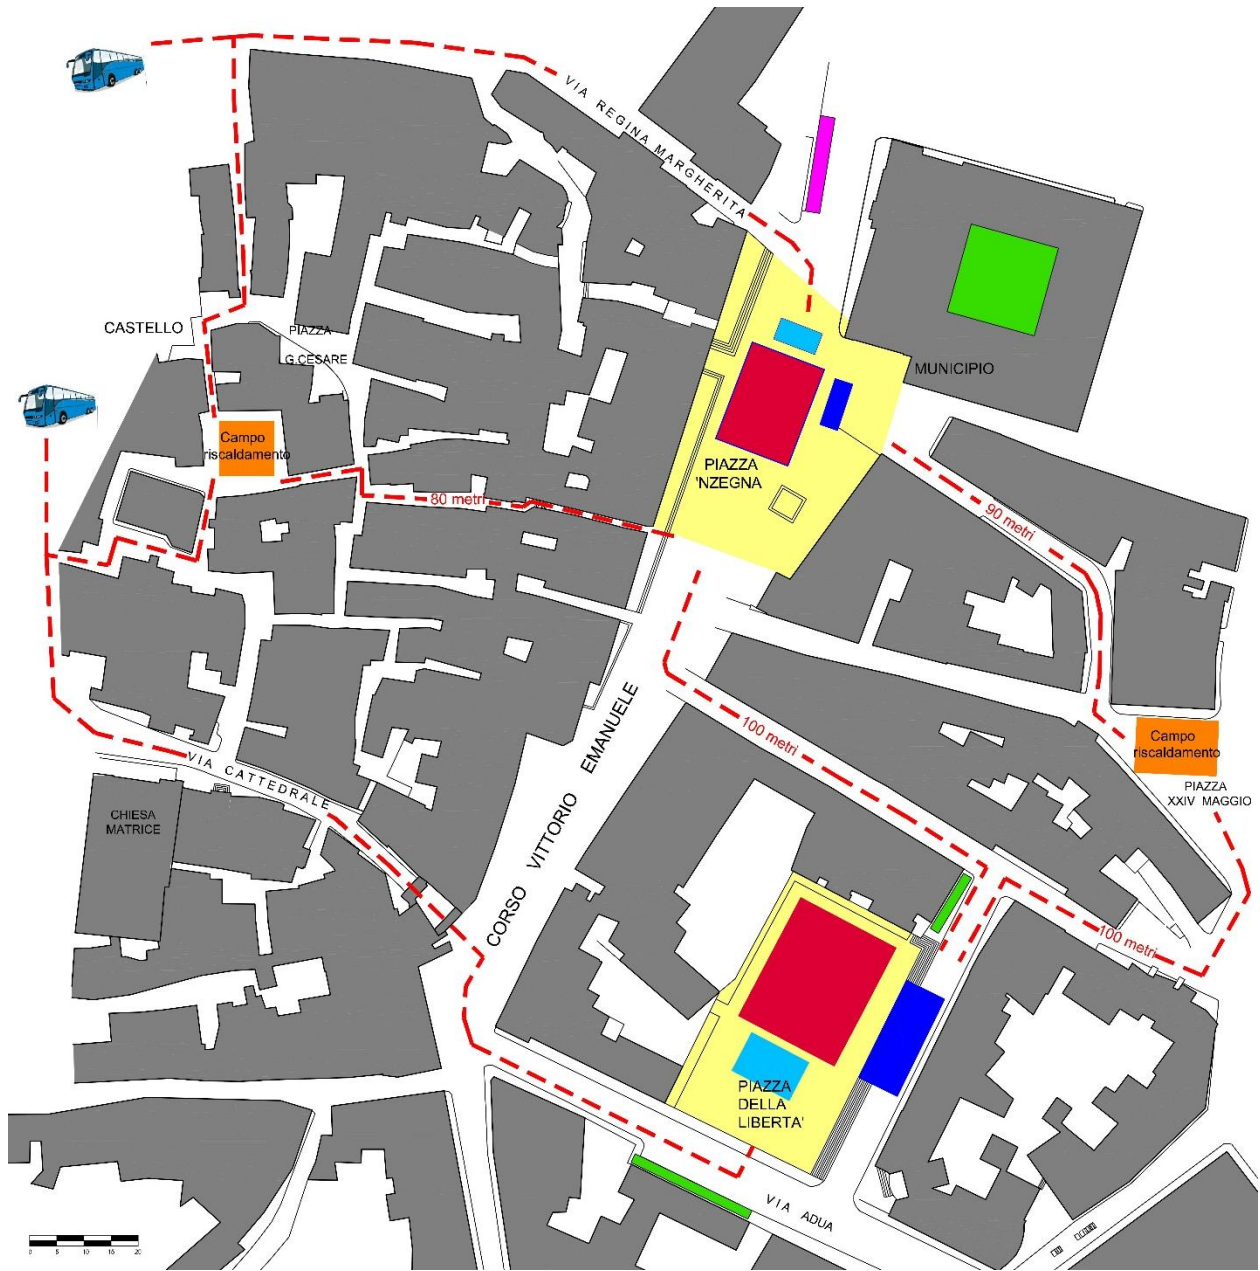 VIA REGINA MARGHERITA
CASTELLO
PIAZZA
G.CESARE
MUNICIPIO
Campo
riscaldamento
PIAZZA
'NZEGNA
80 metri
90 metri
CORSO VITTORIO EMANUELE
100 metri
Campo
riscaldamento
PIAZZA
XXIV MAGGIO
VIA CATTEDRALE
CHIESA
MATRICE
100 metri
PIAZZA
DELLA
LIBERTA'
VIA ADUA
0 5 10 15 20